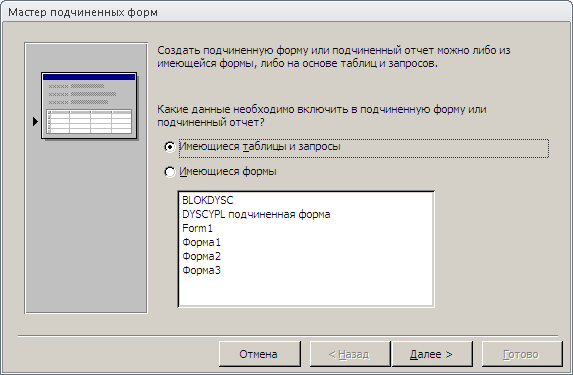 Мастер подчиненных форм
Создать подчиненную форму или подчиненный отчет можно либо из
имеющейся формы, либо на основе таблиц и запросов.
Какие данные необходимо включить в подчиненную форму или
подчиненный отчет?
Имеющиеся таблицы и запросы
Имеющиеся формы
BLOKDYSC
DYSCYPL подчиненная форма
Form1
Форма1
Форма2
Форма3
Отмена
< Назад
Далее >
Готово